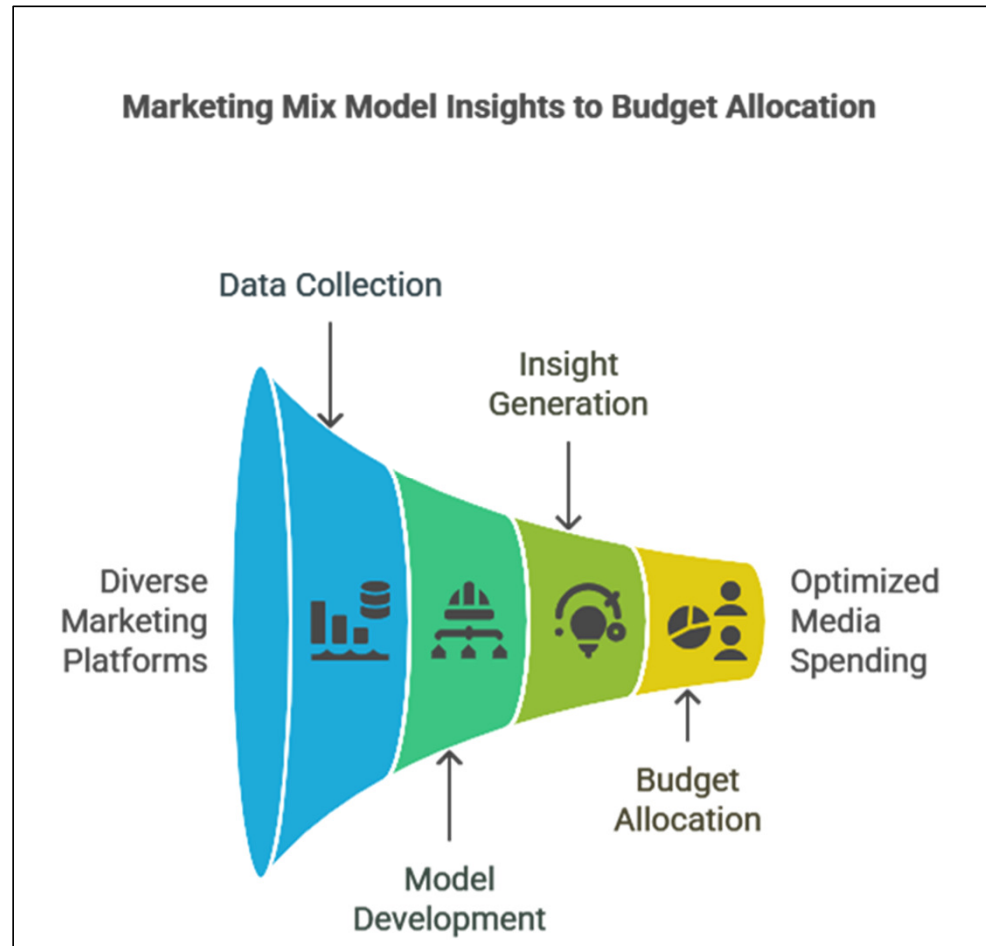 Marketing Mix Model Insights to Budget Allocation
Data Collection
Insight
Generation
Diverse
Marketing
Platforms
Optimized
Media
Spending
Budget
Allocation
Model
Development